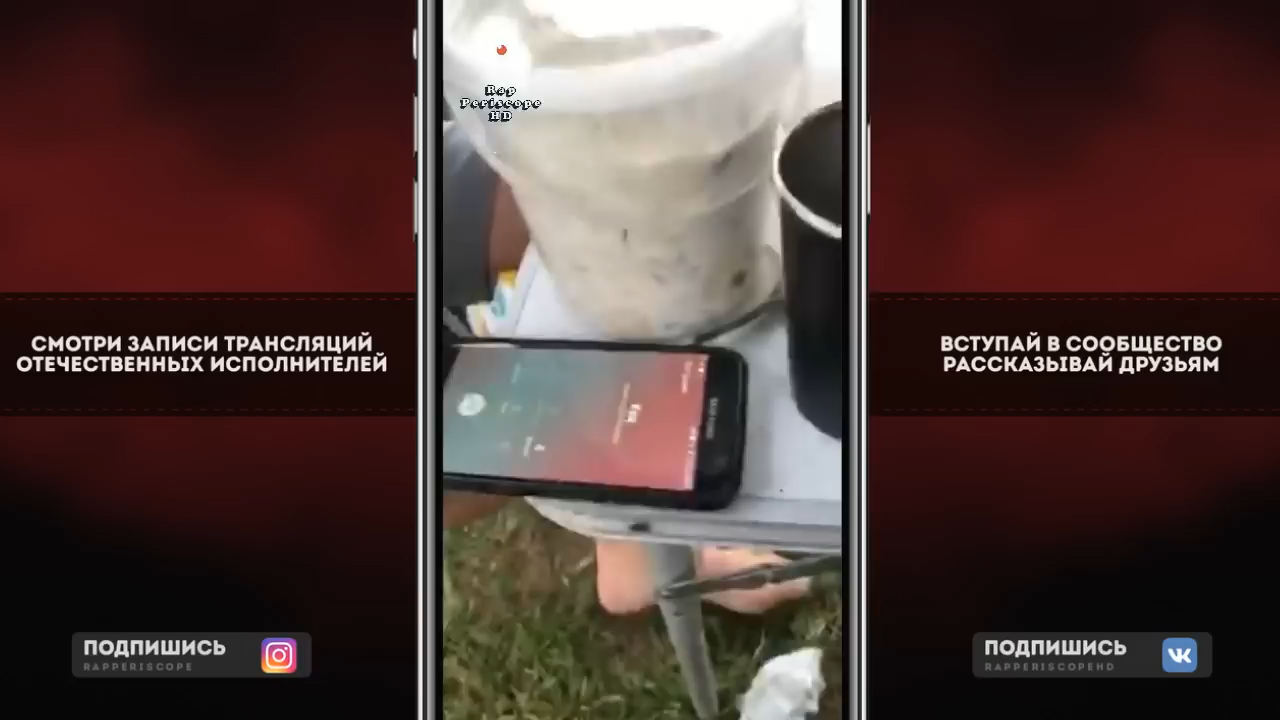 Rap
Periscope
HD
СМОТРИ ЗАПИСИ ТРАНСЛЯЦИЙ
ОТЕЧЕСТВЕННЫХ ИСПОЛНИТЕЛЕЙ
ВСТУПАЙ В СООБЩЕСТВО
РАССКАЗЫВАЙ ДРУЗЬЯМ
ПОДПИШИСЬ
RAPPERISCOPE
ПОДПИШИСЬ
RAPPERISCOPEHD